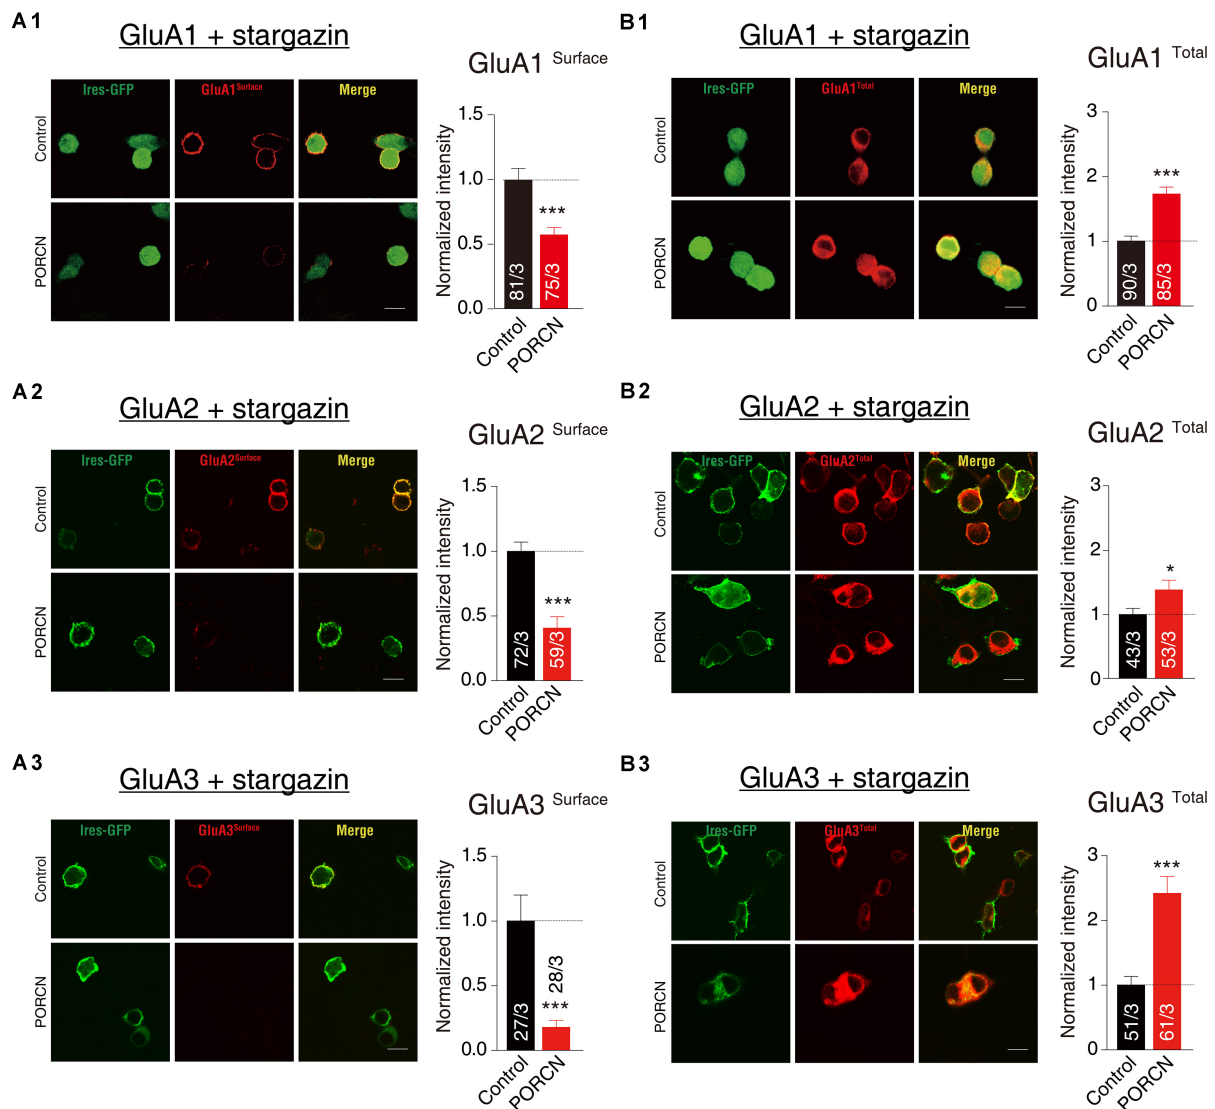 A1
GluA1 + stargazin
GluA1 Surface
Ires-GFP GluA1Surface Merge
Control
PORCN
Normalized intensity
1.5
1.0
0.5
0.0
***
81/3 75/3
Control PORCN
B1
GluA1 + stargazin
GluA1 Total
Ires-GFP GluA1Total Merge
Control
PORCN
Normalized intensity
3
2
1
0
***
90/3 85/3
Control PORCN
A2
GluA2 + stargazin
GluA2 Surface
Ires-GFP GluA2Surface Merge
Control
PORCN
Normalized intensity
1.5
1.0
0.5
0.0
***
72/3 59/3
Control PORCN
B2
GluA2 + stargazin
GluA2 Total
Ires-GFP GluA2Total Merge
Control
PORCN
Normalized intensity
3
2
1
0
*
43/3 53/3
Control PORCN
A3
GluA3 + stargazin
GluA3 Surface
Ires-GFP GluA3Surface Merge
Control
PORCN
Normalized intensity
1.5
1.0
0.5
0.0
***
27/3 28/3
Control PORCN
B3
GluA3 + stargazin
GluA3 Total
Ires-GFP GluA3Total Merge
Control
PORCN
Normalized intensity
3
2
1
0
***
51/3 61/3
Control PORCN